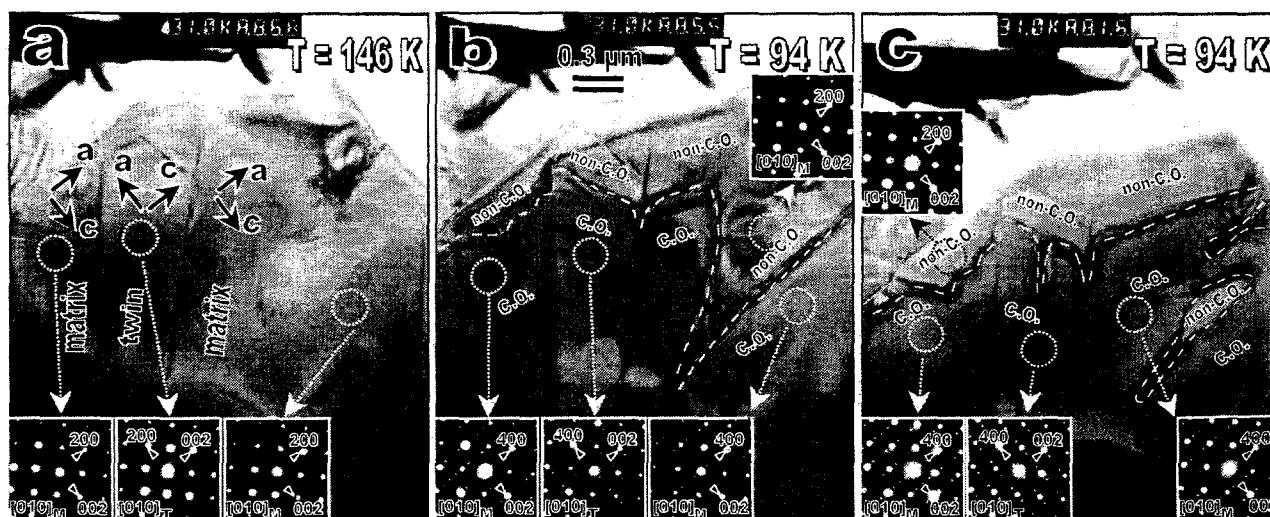 a
T = 146 K
a
a
c
a
c
c
matrix
twin
matrix
200
[010]M 002
200 002
[010]T
200
[010]M 002
b
0.3 µm
T = 94 K
200
[010]M 002
non-C.O.
non-C.O.
non-C.O.
non-C.O.
C.O.
C.O.
C.O.
C.O.
400
[010]M 002
400 002
[010]T
400
[010]M 002
c
T = 94 K
200
[010]M 002
non-C.O.
non-C.O.
non-C.O.
non-C.O.
C.O.
C.O.
C.O.
C.O.
400
[010]M 002
400 002
[010]T
400
[010]M 002